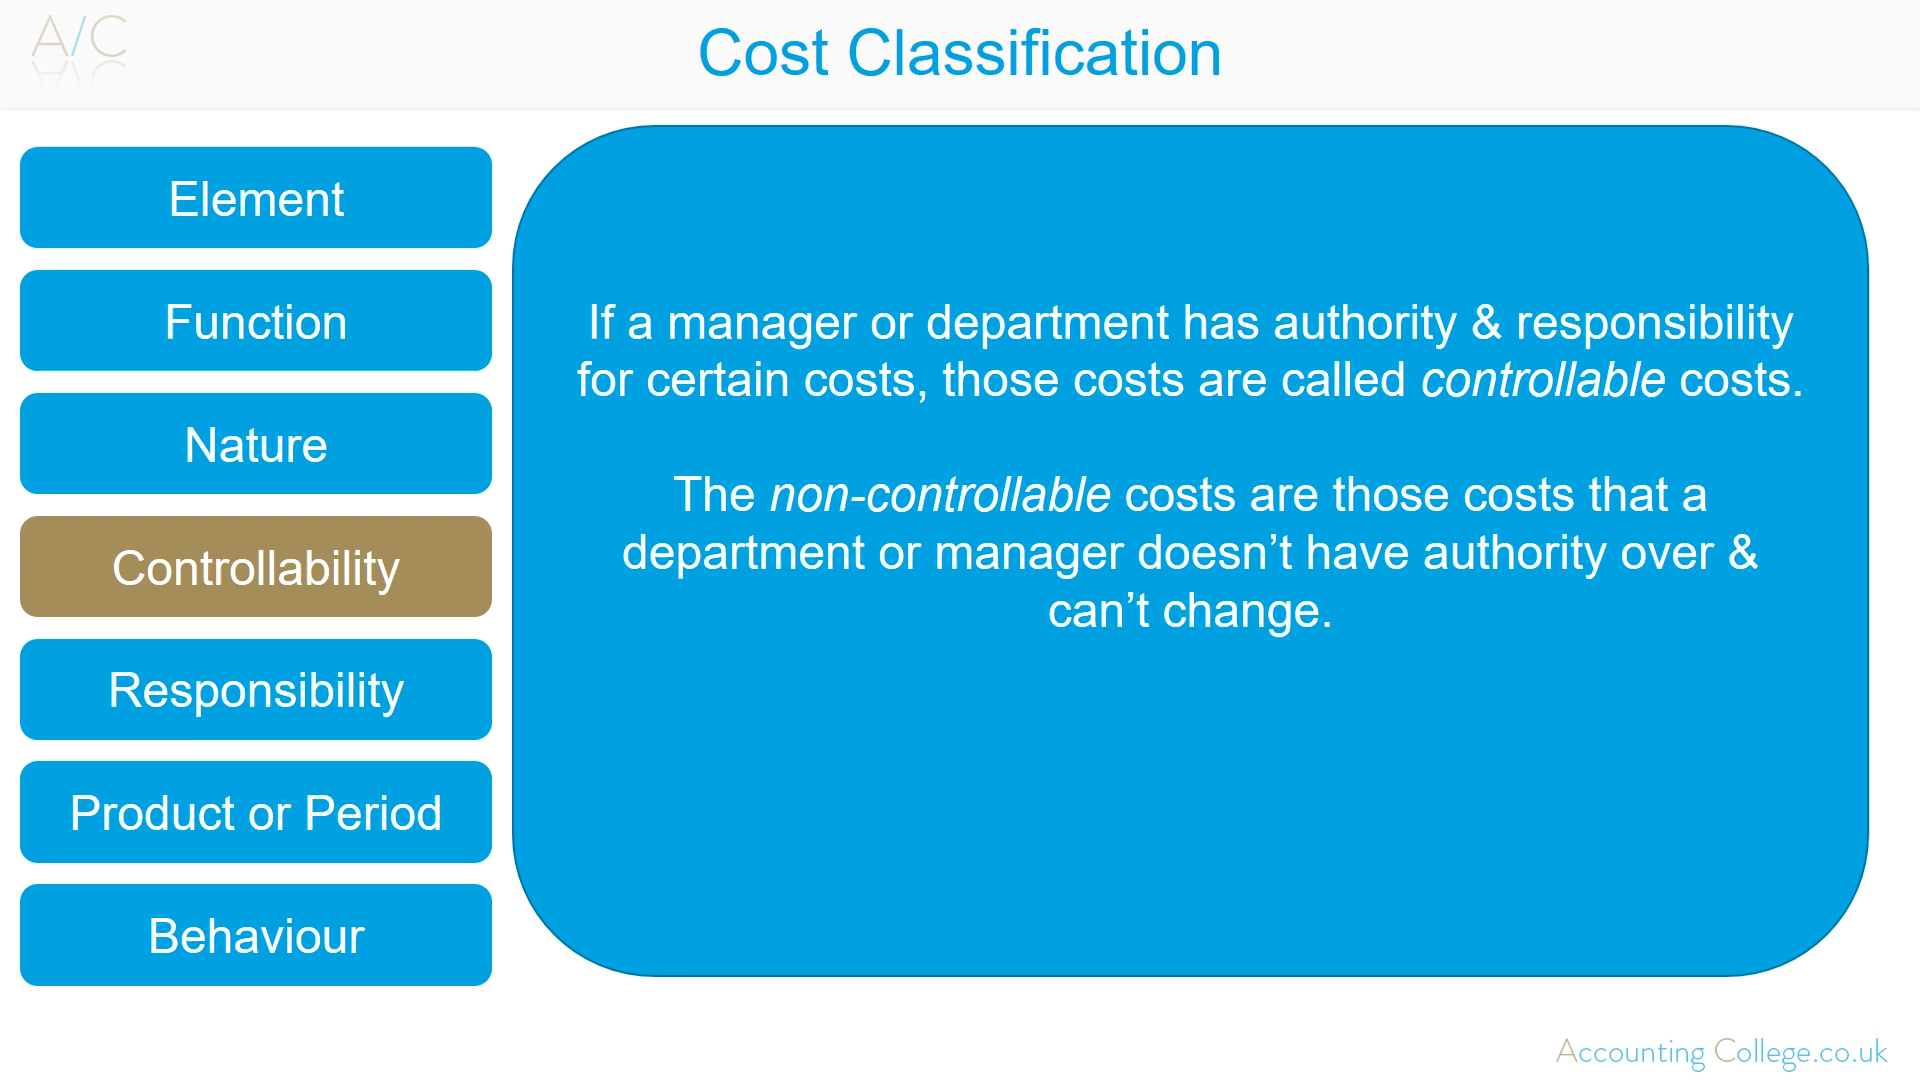 A/C
Cost Classification
Element
Function
Nature
Controllability
Responsibility
Product or Period
Behaviour
If a manager or department has authority & responsibility
for certain costs, those costs are called controllable costs.
The non-controllable costs are those costs that a
department or manager doesn’t have authority over &
can’t change.
Accounting College.co.uk